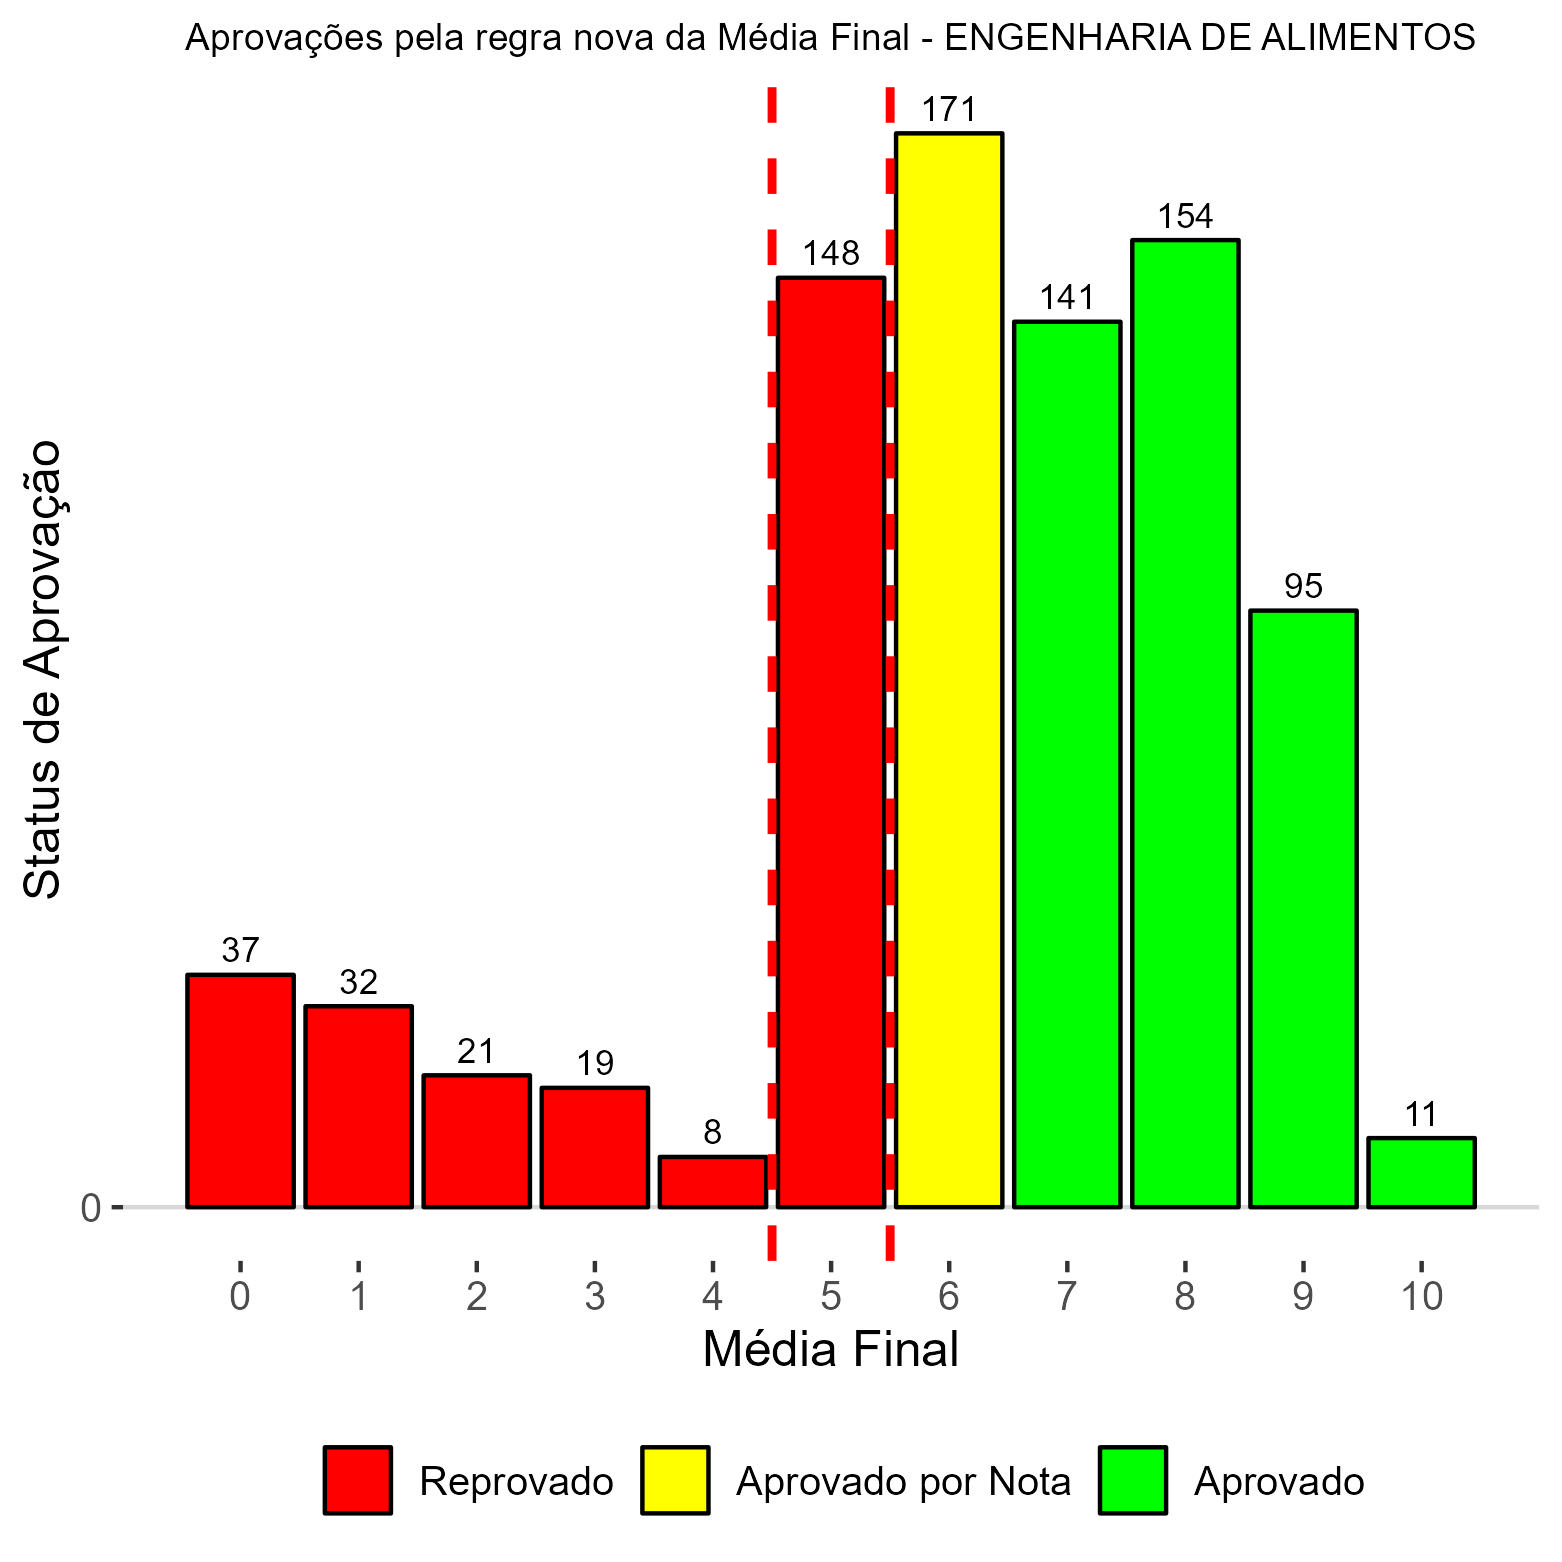 Aprovações pela regra nova da Média Final - ENGENHARIA DE ALIMENTOS
171
154
148
141
95
37
32
21
19
8
11
Status de Aprovação
0
0 1 2 3 4 5 6 7 8 9 10
Média Final
Reprovado Aprovado por Nota Aprovado